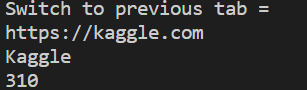 Switch to previous tab =
https://kaggle.com
Kaggle
310